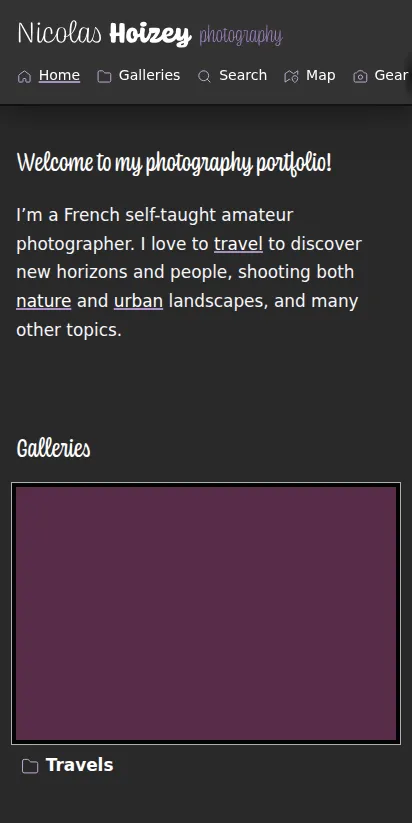 Nicolas Hoizey photography
Home Galleries Search Map Gear
Welcome to my photography portfolio!
I’m a French self-taught amateur
photographer. I love to travel to discover
new horizons and people, shooting both
nature and urban landscapes, and many
other topics.
Galleries
Travels